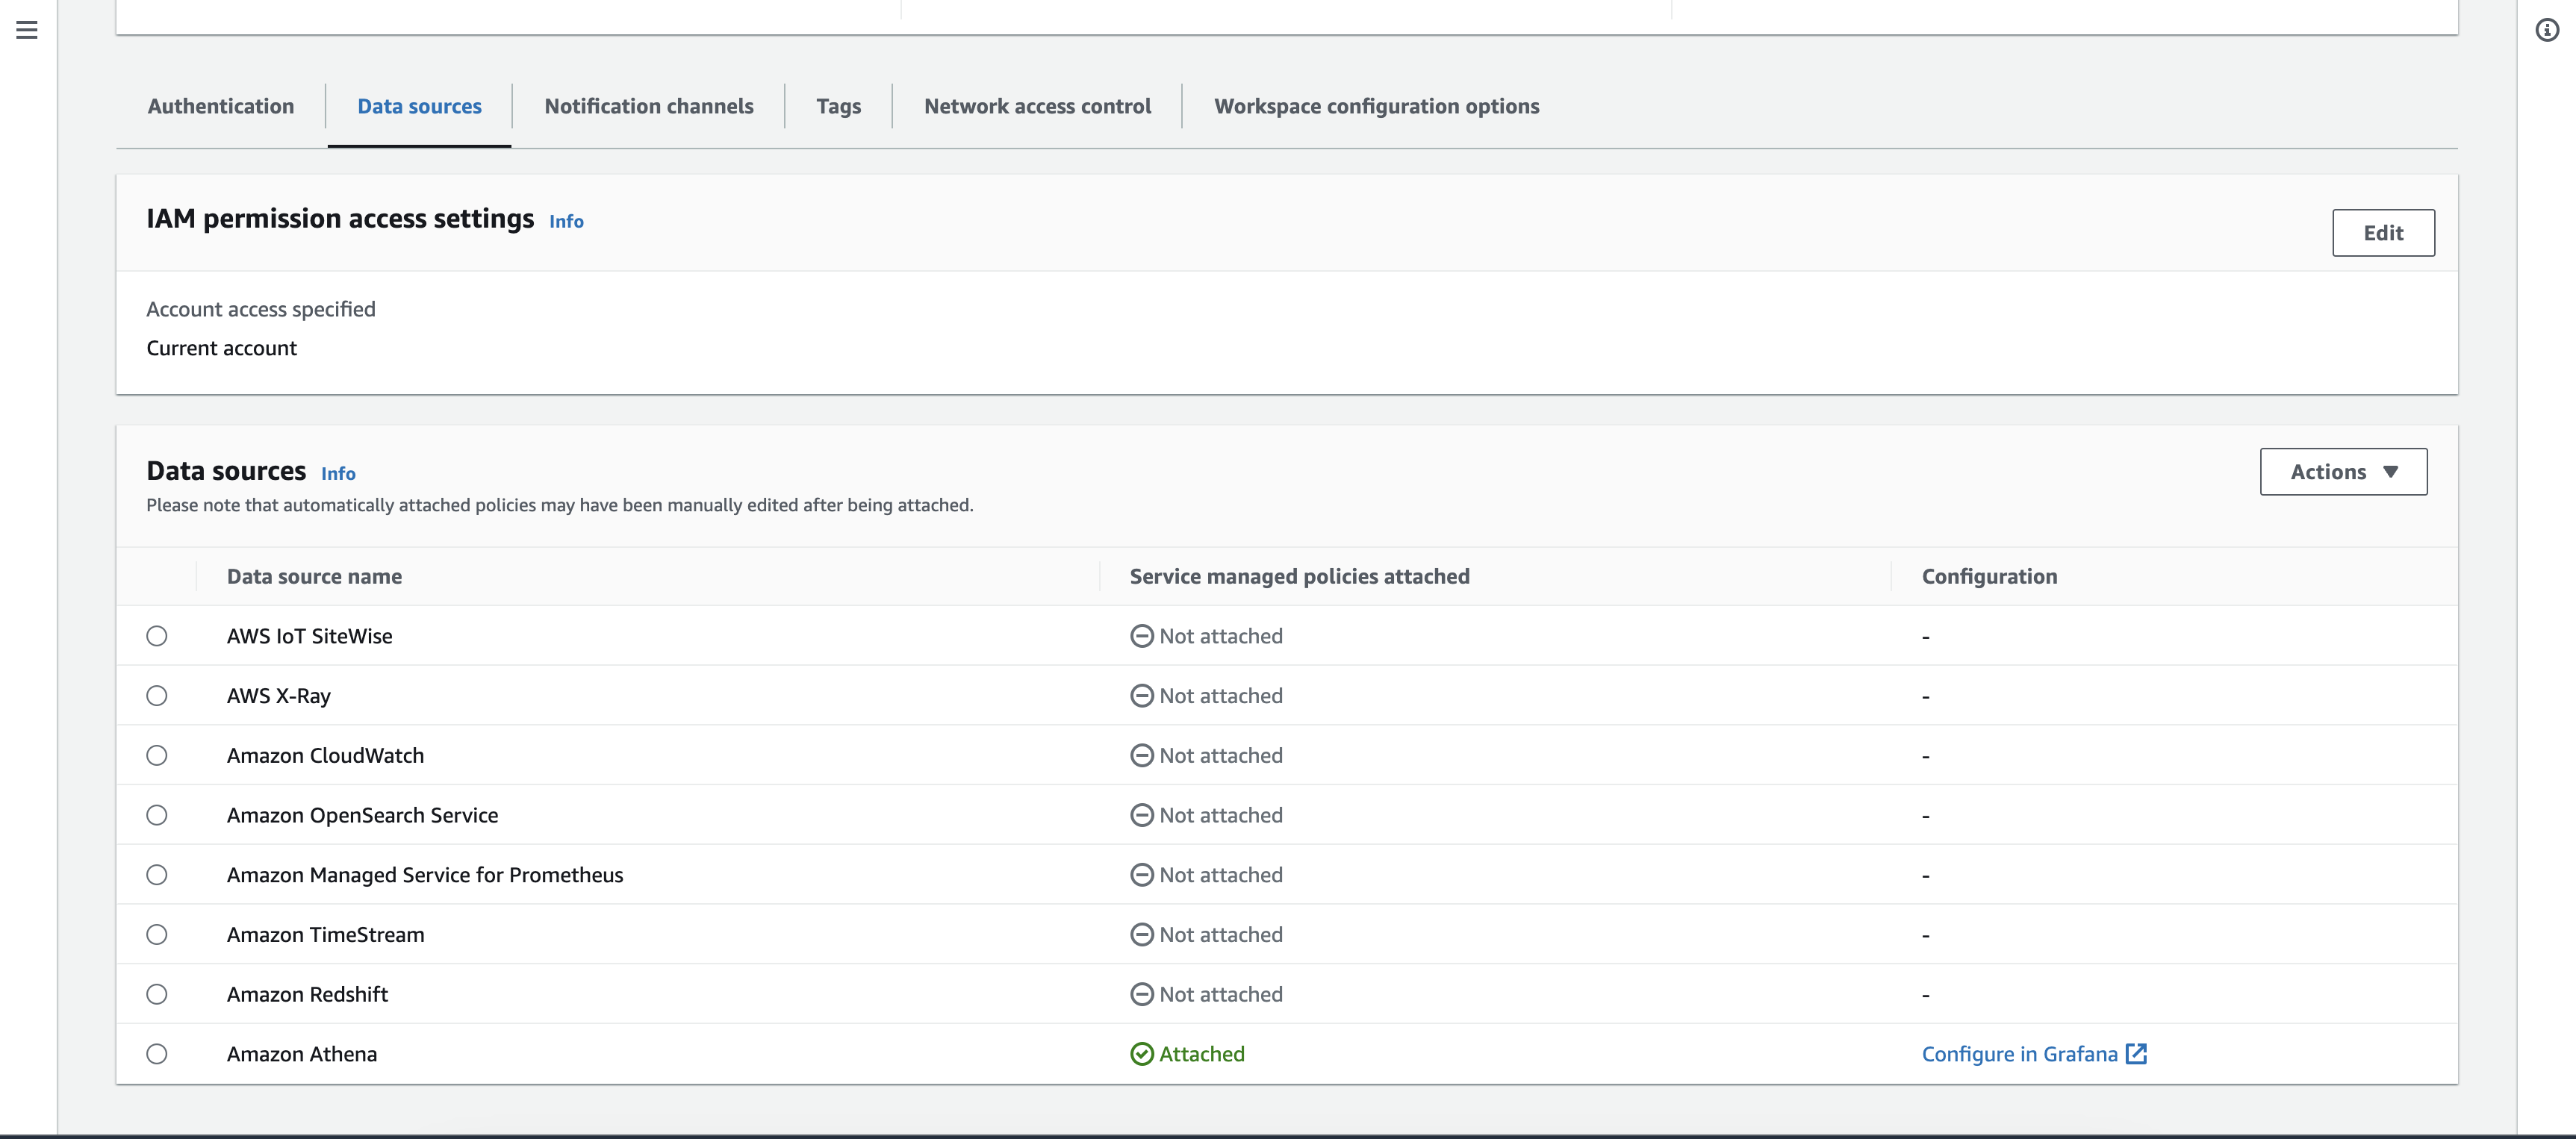 Authentication
Data sources
Notification channels
Tags
Network access control
Workspace configuration options
IAM permission access settings Info
Edit
Account access specified
Current account
Data sources Info
Actions
Please note that automatically attached policies may have been manually edited after being attached.
Data source name Service managed policies attached Configuration
AWS IoT SiteWise Not attached -
AWS X-Ray Not attached -
Amazon CloudWatch Not attached -
Amazon OpenSearch Service Not attached -
Amazon Managed Service for Prometheus Not attached -
Amazon TimeStream Not attached -
Amazon Redshift Not attached -
Amazon Athena Attached Configure in Grafana